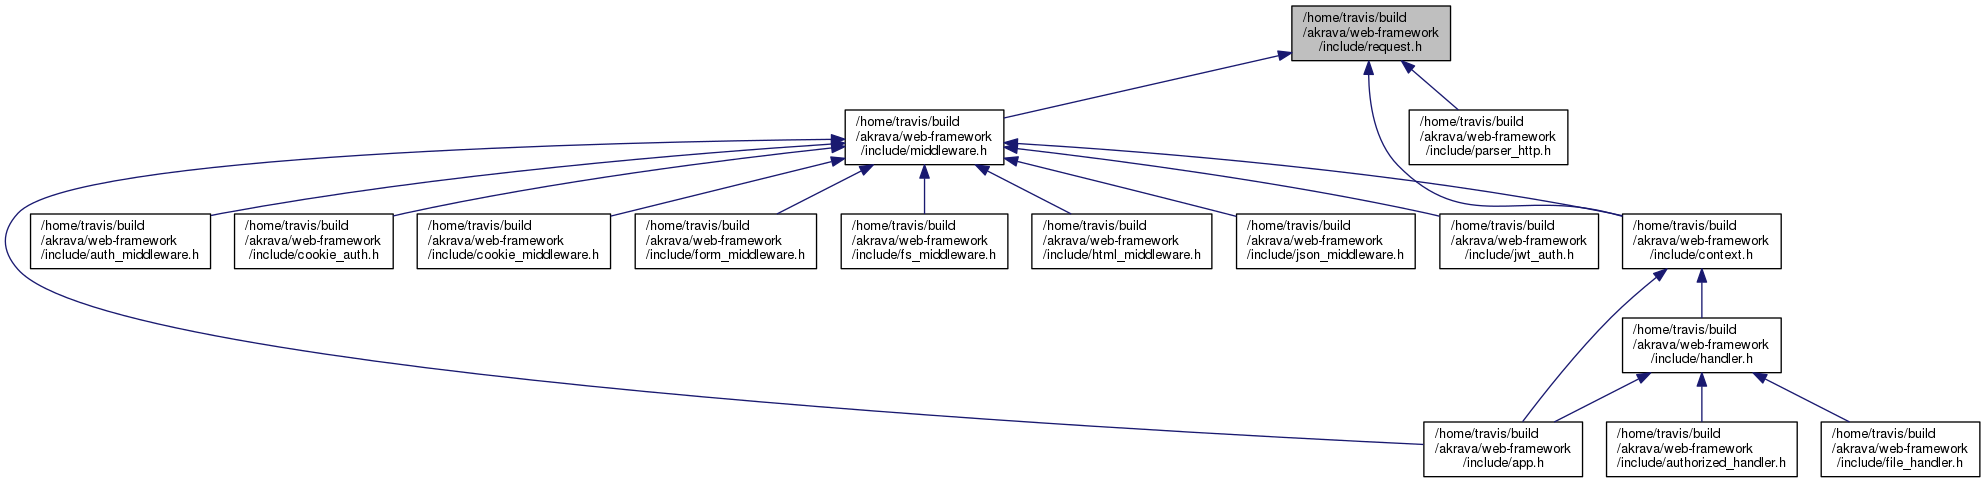 /home/travis/build
/akrava/web-framework
/include/request.h
/home/travis/build
/akrava/web-framework
/include/middleware.h
/home/travis/build
/akrava/web-framework
/include/parser_http.h
/home/travis/build
/akrava/web-framework
/include/auth_middleware.h
/home/travis/build
/akrava/web-framework
/include/cookie_auth.h
/home/travis/build
/akrava/web-framework
/include/cookie_middleware.h
/home/travis/build
/akrava/web-framework
/include/form_middleware.h
/home/travis/build
/akrava/web-framework
/include/fs_middleware.h
/home/travis/build
/akrava/web-framework
/include/html_middleware.h
/home/travis/build
/akrava/web-framework
/include/json_middleware.h
/home/travis/build
/akrava/web-framework
/include/jwt_auth.h
/home/travis/build
/akrava/web-framework
/include/context.h
/home/travis/build
/akrava/web-framework
/include/handler.h
/home/travis/build
/akrava/web-framework
/include/app.h
/home/travis/build
/akrava/web-framework
/include/authorized_handler.h
/home/travis/build
/akrava/web-framework
/include/file_handler.h